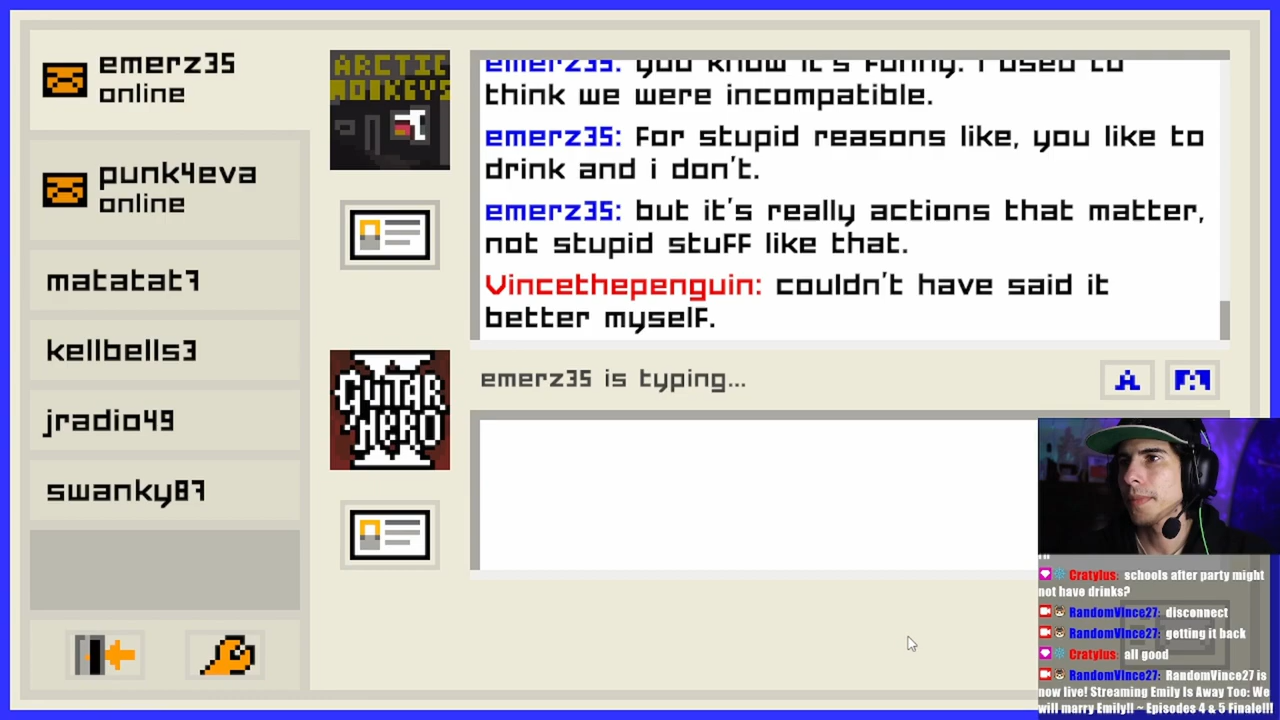 emerz35
online
punk4eva
online
matatat7
kellbells3
jradio49
swanky87
ARCTIC
MONKEYS
GUITAR
HERO
emerz35: you know it's funny. i used to
think we were incompatible.
emerz35: For stupid reasons like, you like to
drink and i don't.
emerz35: but it's really actions that matter,
not stupid stuff like that.
Vincethepenguin: couldn't have said it
better myself.
emerz35 is typing...
A
Cratylus: schools after party might
not have drinks?
RandomVince27: disconnect
RandomVince27: getting it back
Cratylus: all good
RandomVince27: RandomVince27 is
now live! Streaming Emily Is Away Too: We
will marry Emily!! ~ Episodes 4 & 5 Finale!!!